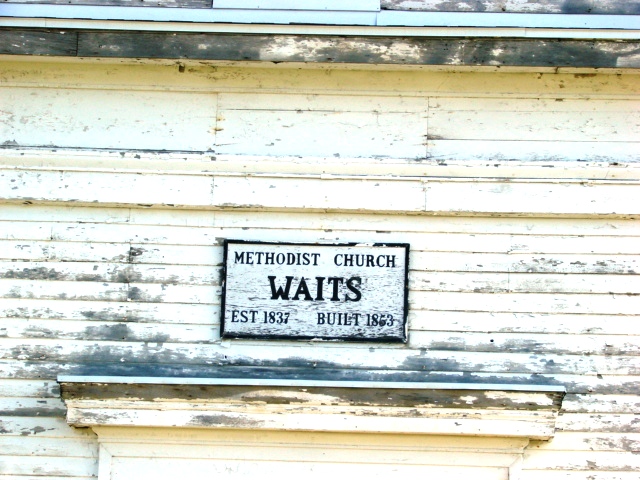 METHODIST CHURCH
WAITS
EST 1837 BUILT 1853